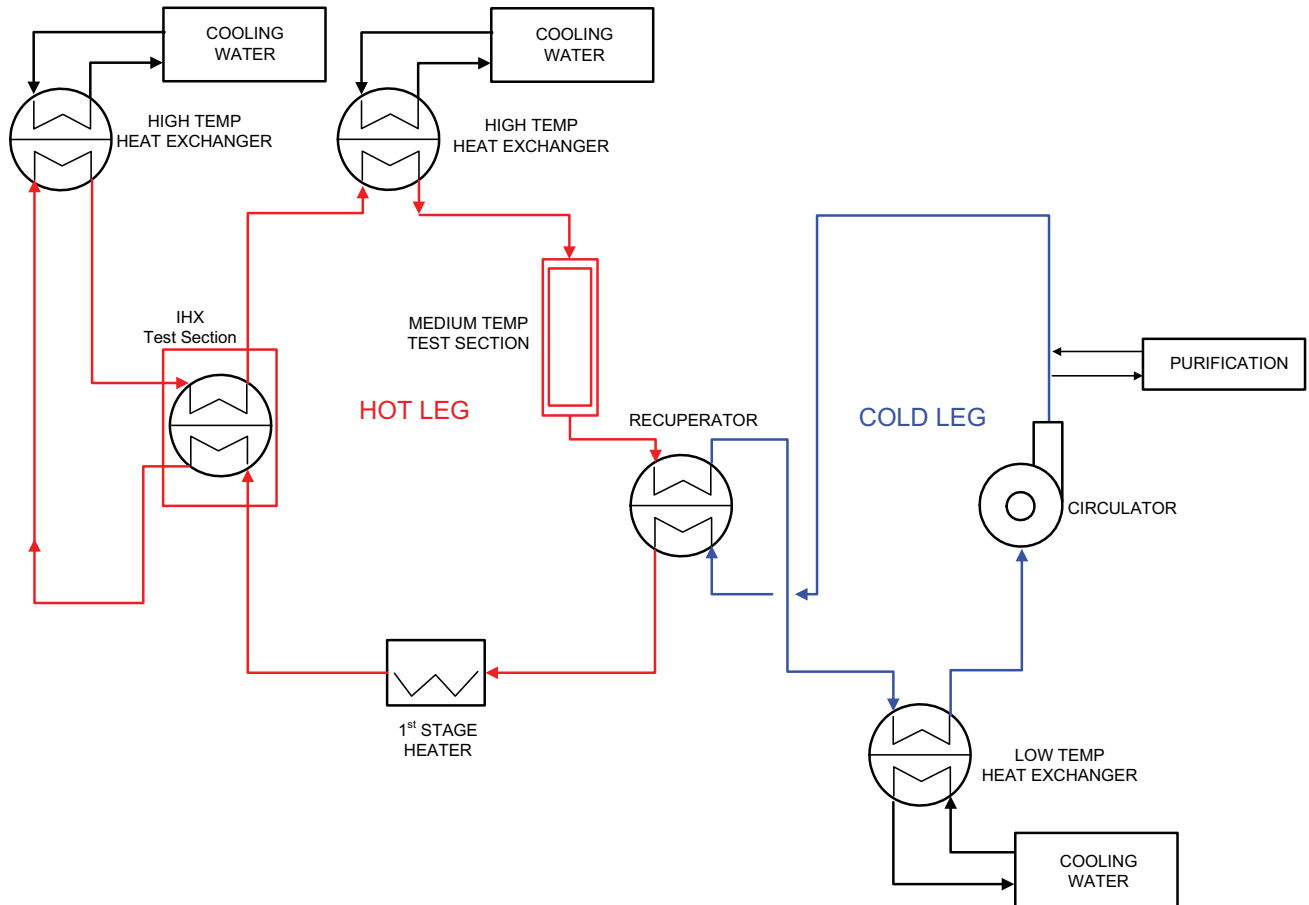 COOLING
WATER
COOLING
WATER
HIGH TEMP
HEAT EXCHANGER
HIGH TEMP
HEAT EXCHANGER
IHX
Test Section
MEDIUM TEMP
TEST SECTION
HOT LEG
RECUPERATOR
COLD LEG
PURIFICATION
CIRCULATOR
1st STAGE
HEATER
LOW TEMP
HEAT EXCHANGER
COOLING
WATER